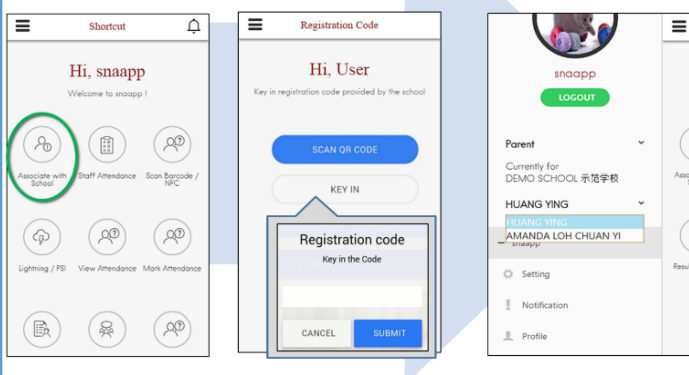 Shortcut
Hi, snaapp
Welcome to snaapp !
Associate with School
Staff Attendance
Scan Barcode / NFC
Lightning / PSI
View Attendance
Mark Attendance
Registration Code
Hi, User
Key in registration code provided by the school
SCAN QR CODE
KEY IN
Registration code
Key in the Code
CANCEL
SUBMIT
snaapp
LOGOUT
Parent
Currently for
DEMO SCHOOL 示范学校
HUANG YING
HUANG YING
AMANDA LOH CHUAN YI
snaapp
Setting
Notification
Profile